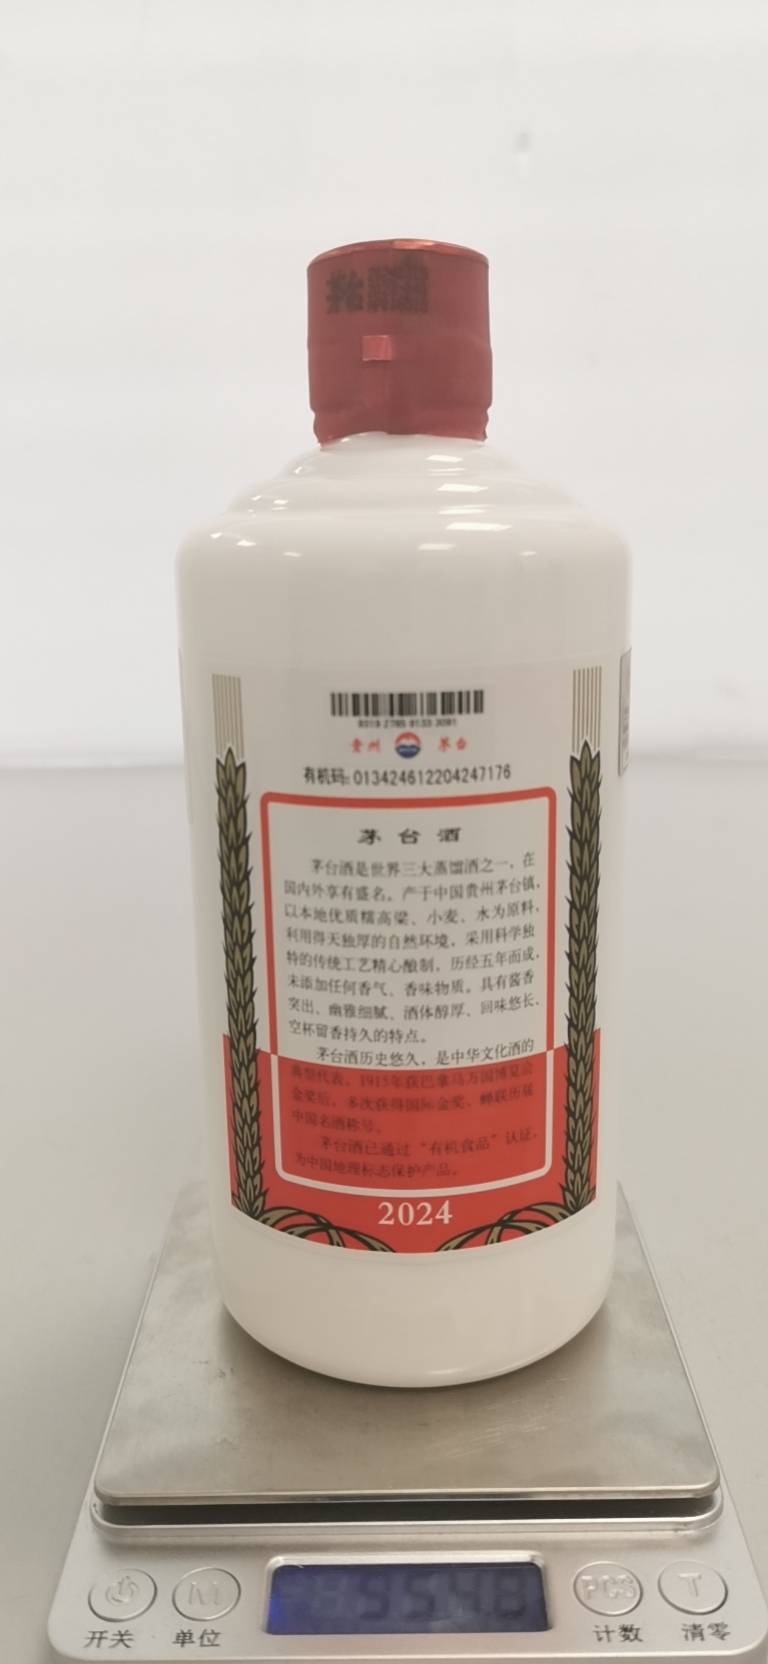 贵州 茅台
有机码:013424612204247176
茅台酒
茅台酒是世界三大蒸馏酒之一，在
国内外享有盛名。产于中国贵州茅台镇，
以本地优质糯高粱、小麦、水为原料，
利用得天独厚的自然环境，采用科学独
特的传统工艺精心酿制，历经五年而成，
未添加任何香气、香味物质。具有酱香
突出、幽雅细腻、酒体醇厚、回味悠长、
空杯留香持久的特点。
茅台酒历史悠久，是中华文化酒的
典型代表。1915年获巴拿马万国博览会
金奖后，多次获得国际金奖，蝉联历届
中国名酒称号。
茅台酒已通过“有机食品”认证，
为中国地理标志保护产品。
2024
M PCS T
开关 单位 计数 清零